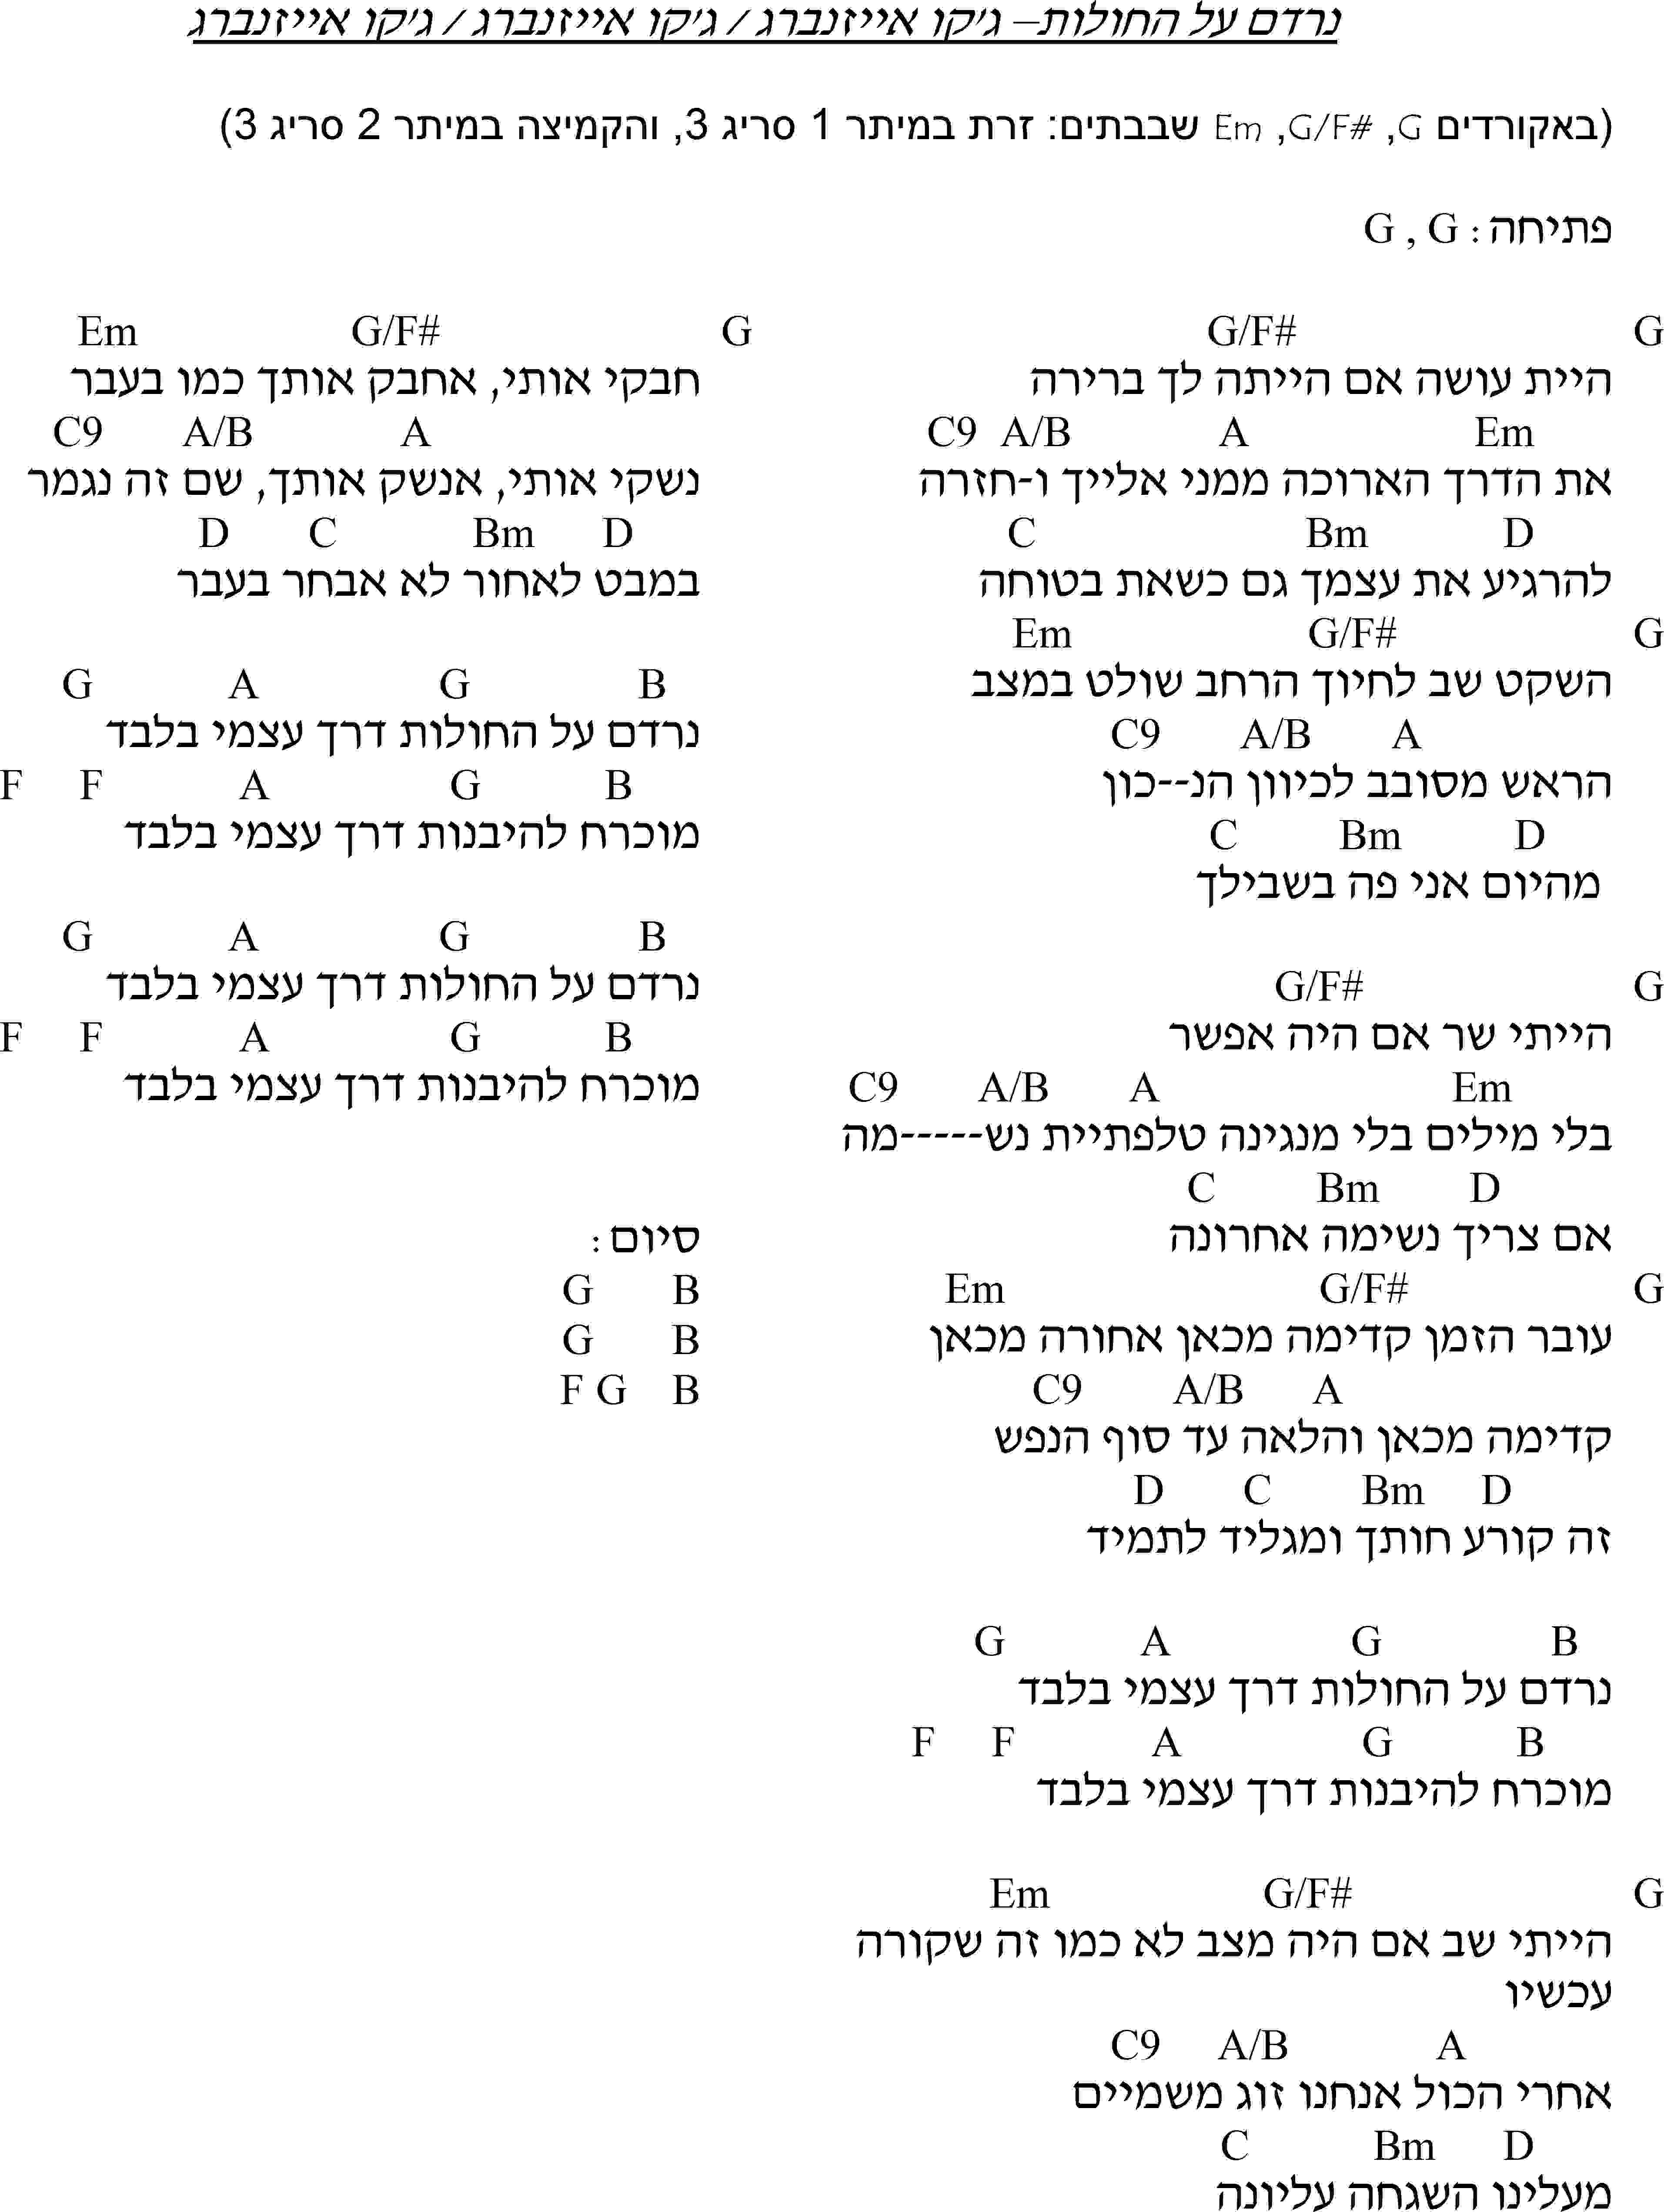 נרדם על החולות– ג'יקו אייזנברג / ג'יקו אייזנברג / ג'יקו אייזנברג
(באקורדים G, G/F#, Em שבבתים: זרת במיתר 1 סריג 3, והקמיצה במיתר 2 סריג 3)
פתיחה: G , G
G/F# G
היית עושה אם הייתה לך ברירה
C9 A/B A Em
את הדרך הארוכה ממני אלייך ו-חזרה
C Bm D
להרגיע את עצמך גם כשאת בטוחה
Em G/F# G
השקט שב לחיוך הרחב שולט במצב
C9 A/B A
הראש מסובב לכיוון הנ--כון
C Bm D
מהיום אני פה בשבילך
G/F# G
הייתי שר אם היה אפשר
C9 A/B A Em
בלי מילים בלי מנגינה טלפתיית נש-----מה
C Bm D
אם צריך נשימה אחרונה
Em G/F# G
עובר הזמן קדימה מכאן אחורה מכאן
C9 A/B A
קדימה מכאן והלאה עד סוף הנפש
D C Bm D
זה קורע חותך ומגליד לתמיד
G A G B
נרדם על החולות דרך עצמי בלבד
F F A G B
מוכרח להיבנות דרך עצמי בלבד
Em G/F# G
הייתי שב אם היה מצב לא כמו זה שקורה
עכשיו
C9 A/B A
אחרי הכול אנחנו זוג משמיים
C Bm D
מעלינו השגחה עליונה
Em G/F# G
חבקי אותי, אחבק אותך כמו בעבר
C9 A/B A
נשקי אותי, אנשק אותך, שם זה נגמר
D C Bm D
במבט לאחור לא אבחר בעבר
G A G B
נרדם על החולות דרך עצמי בלבד
F F A G B
מוכרח להיבנות דרך עצמי בלבד
G A G B
נרדם על החולות דרך עצמי בלבד
F F A G B
מוכרח להיבנות דרך עצמי בלבד
סיום:
G B
G B
F G B